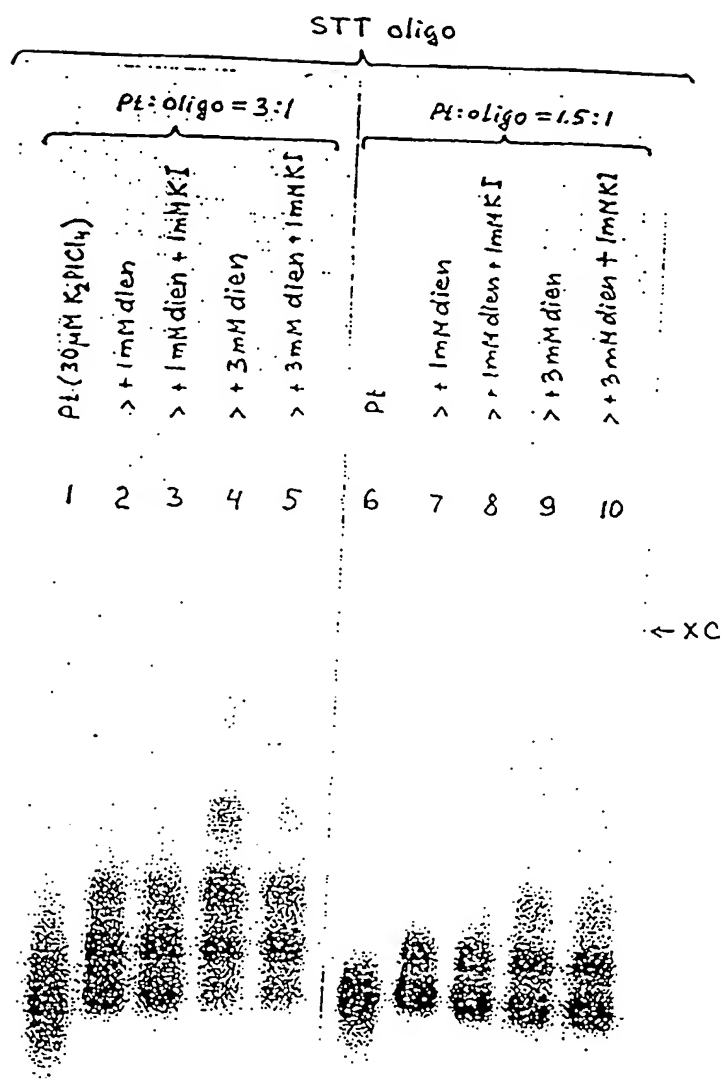 STT oligo
Pt:oligo = 3:1
Pt:oligo = 1.5:1
Pt (30μM K2PtCl4)
> + 1mM dien
> + 1mM dien + 1mM KI
> + 3mM dien
> + 3mM dien + 1mM KI
Pt
> + 1mM dien
> + 1mM dien + 1mM KI
> + 3mM dien
> + 3mM dien + 1mM KI
1 2 3 4 5 6 7 8 9 10
← XC